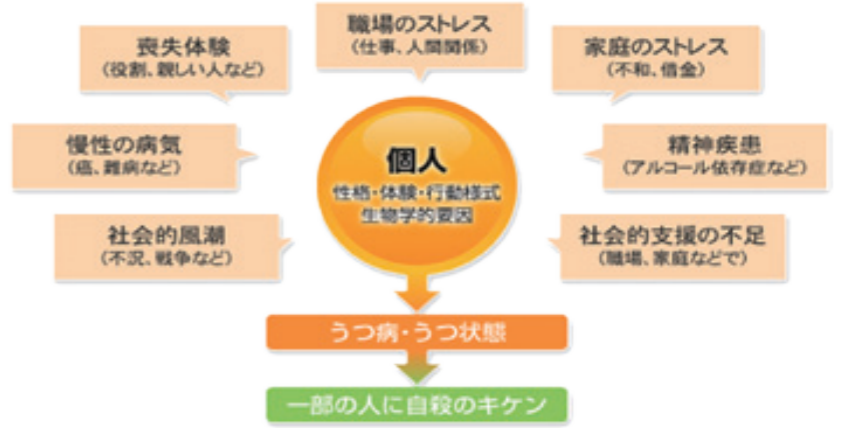 職場のストレス
(仕事、人間関係)
喪失体験
(役割、親しい人など)
家庭のストレス
(不和、借金)
慢性の病気
(癌、難病など)
個人
性格・体験・行動様式
生物学的要因
精神疾患
(アルコール依存症など)
社会的風潮
(不況、戦争など)
社会的支援の不足
(職場、家庭などで)
うつ病・うつ状態
一部の人に自殺のキケン